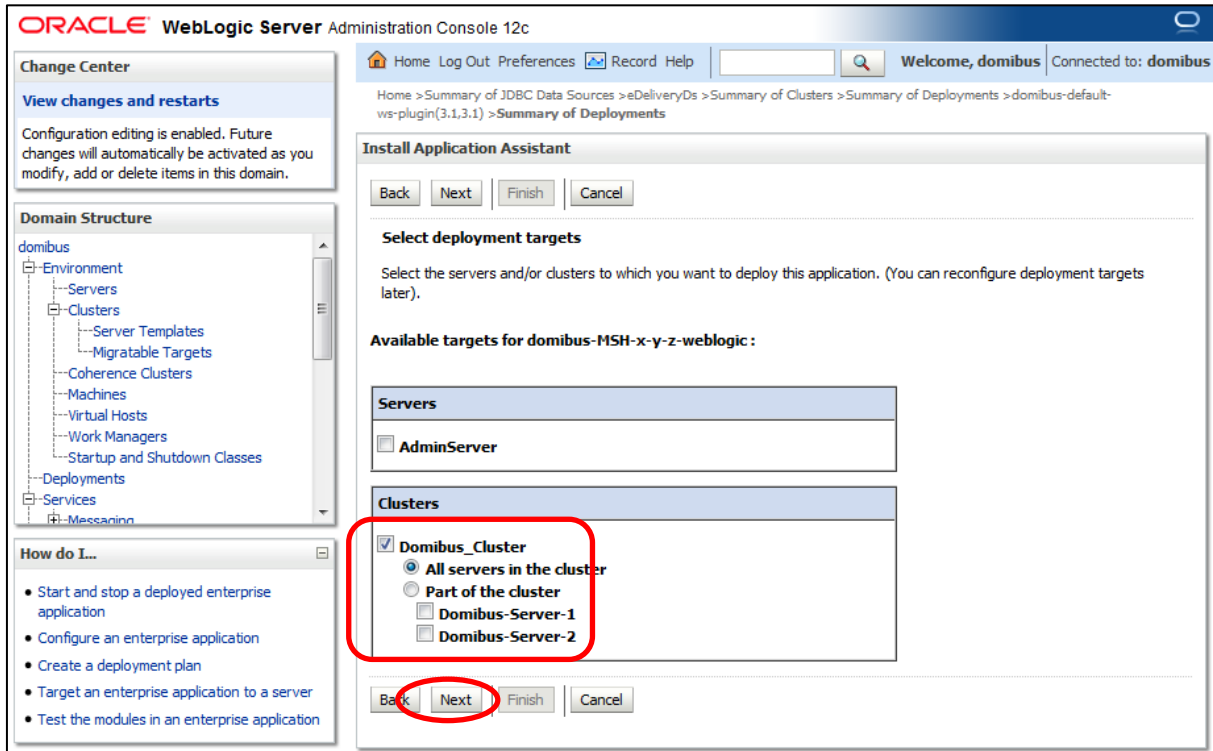 ORACLE WebLogic Server Administration Console 12c
Change Center
View changes and restarts
Configuration editing is enabled. Future
changes will automatically be activated as you
modify, add or delete items in this domain.
Domain Structure
domibus
Environment
Servers
Clusters
Server Templates
Migratable Targets
Coherence Clusters
Machines
Virtual Hosts
Work Managers
Startup and Shutdown Classes
Deployments
Services
Messaging
How do I...
Start and stop a deployed enterprise
application
Configure an enterprise application
Create a deployment plan
Target an enterprise application to a server
Test the modules in an enterprise application
Home Log Out Preferences Record Help
Welcome, domibus Connected to: domibus
Home >Summary of JDBC Data Sources >eDeliveryDs >Summary of Clusters >Summary of Deployments >domibus-default-
ws-plugin(3.1,3.1) >Summary of Deployments
Install Application Assistant
Back Next Finish Cancel
Select deployment targets
Select the servers and/or clusters to which you want to deploy this application. (You can reconfigure deployment targets
later).
Available targets for domibus-MSH-x-y-z-weblogic :
Servers
AdminServer
Clusters
Domibus_Cluster
All servers in the cluster
Part of the cluster
Domibus-Server-1
Domibus-Server-2
Back Next Finish Cancel